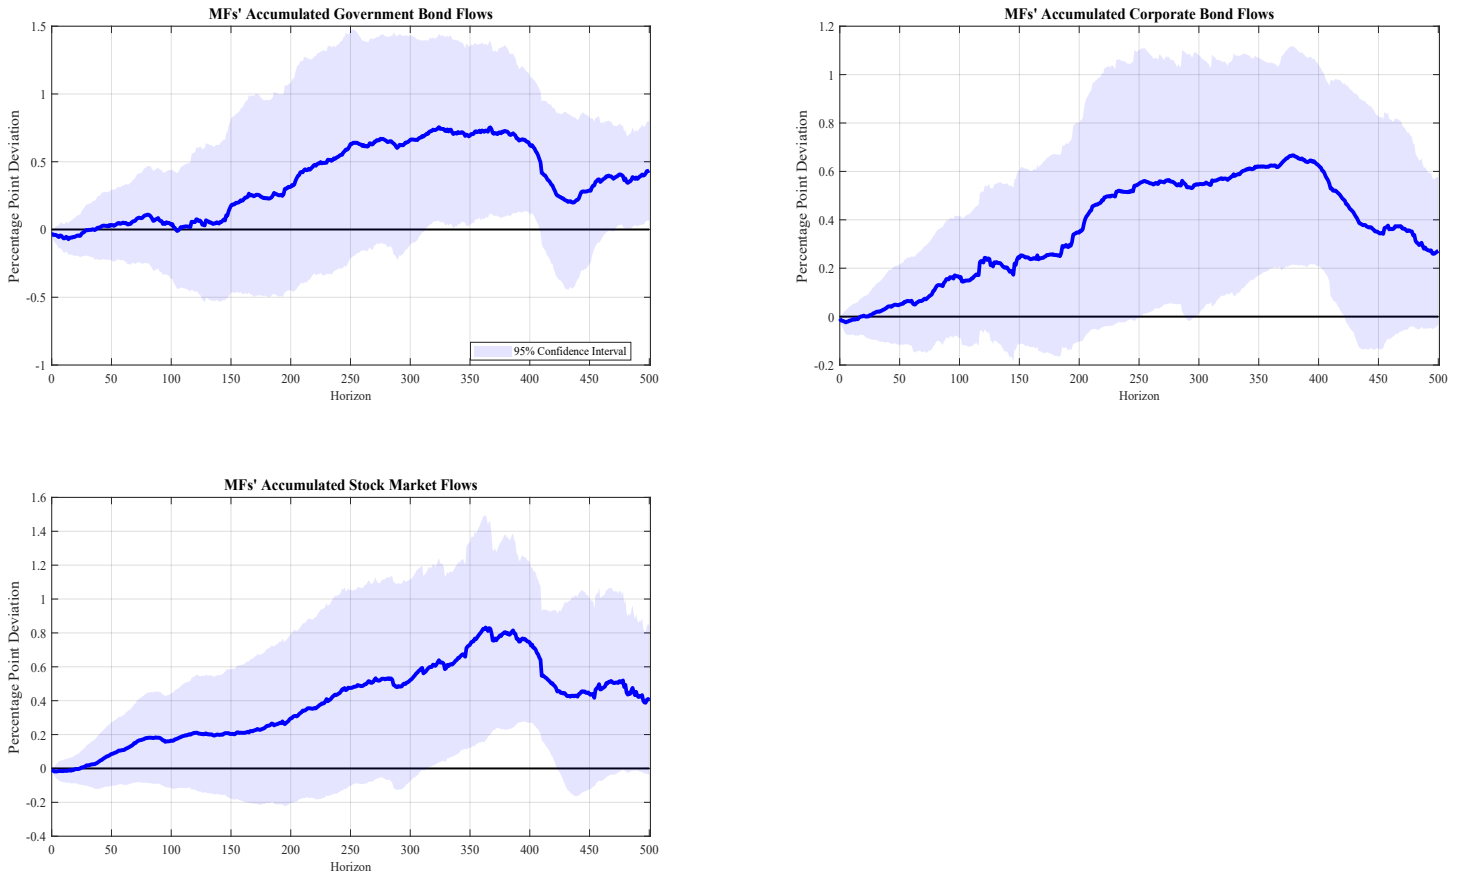 MFs' Accumulated Government Bond Flows
Percentage Point Deviation
1.5
1
0.5
0
-0.5
-1
95% Confidence Interval
0 50 100 150 200 250 300 350 400 450 500
Horizon
MFs' Accumulated Corporate Bond Flows
Percentage Point Deviation
1.2
1
0.8
0.6
0.4
0.2
0
-0.2
0 50 100 150 200 250 300 350 400 450 500
Horizon
MFs' Accumulated Stock Market Flows
Percentage Point Deviation
1.6
1.4
1.2
1
0.8
0.6
0.4
0.2
0
-0.2
-0.4
0 50 100 150 200 250 300 350 400 450 500
Horizon